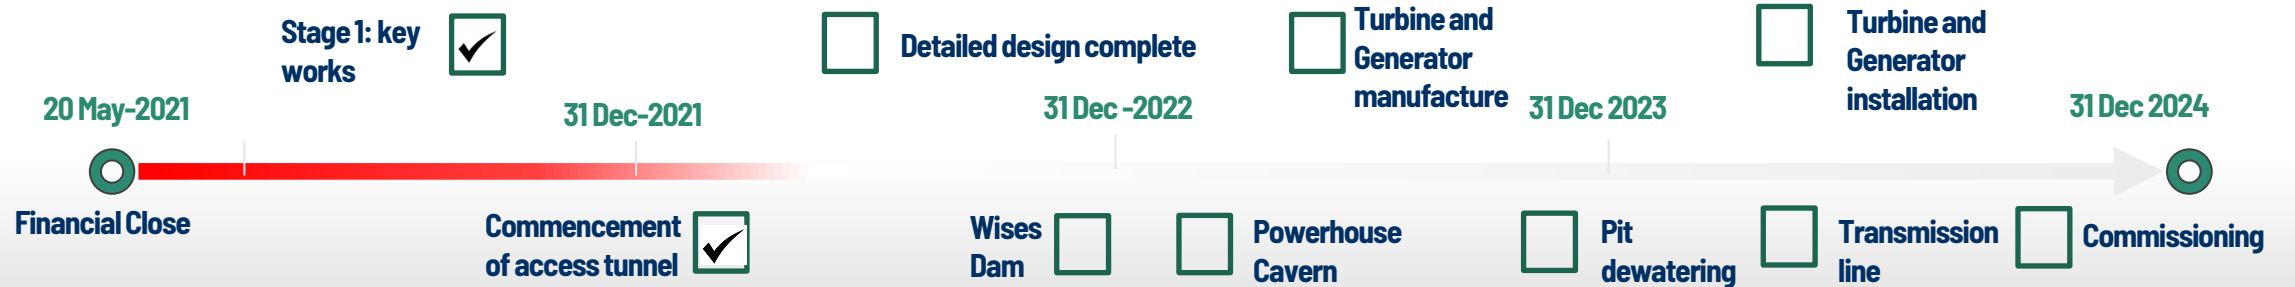 Stage 1: key
works
Detailed design complete
Turbine and
Generator
manufacture
Turbine and
Generator
installation
20 May-2021
31 Dec-2021
31 Dec -2022
31 Dec 2023
31 Dec 2024
Financial Close
Commencement
of access tunnel
Wises
Dam
Powerhouse
Cavern
Pit
dewatering
Transmission
line
Commissioning